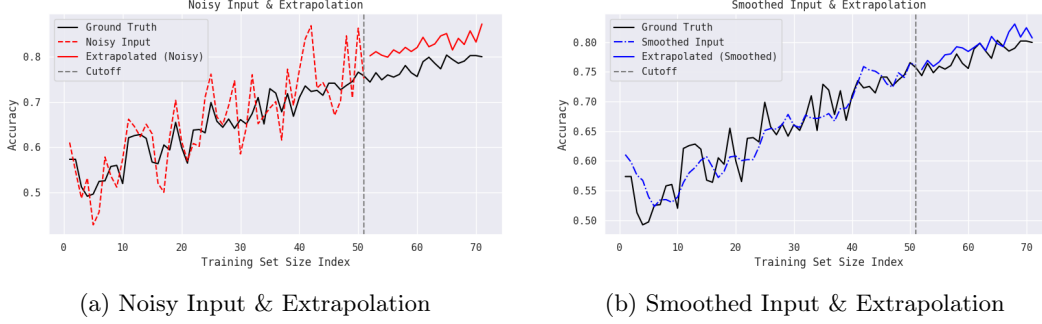 Noisy Input & Extrapolation
Ground Truth
Noisy Input
Extrapolated (Noisy)
Cutoff
Accuracy
0.8
0.7
0.6
0.5
0 10 20 30 40 50 60 70
Training Set Size Index
(a) Noisy Input & Extrapolation
Smoothed Input & Extrapolation
Ground Truth
Smoothed Input
Extrapolated (Smoothed)
Cutoff
Accuracy
0.80
0.75
0.70
0.65
0.60
0.55
0.50
0 10 20 30 40 50 60 70
Training Set Size Index
(b) Smoothed Input & Extrapolation